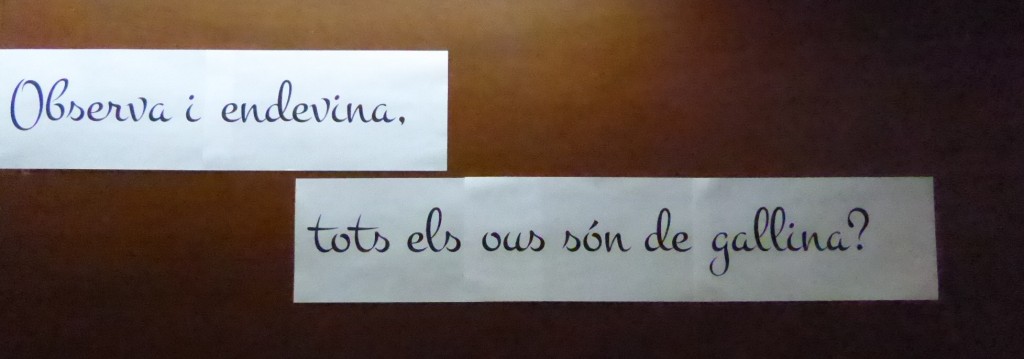 Observa i endevina,
tots els ous són de gallina?